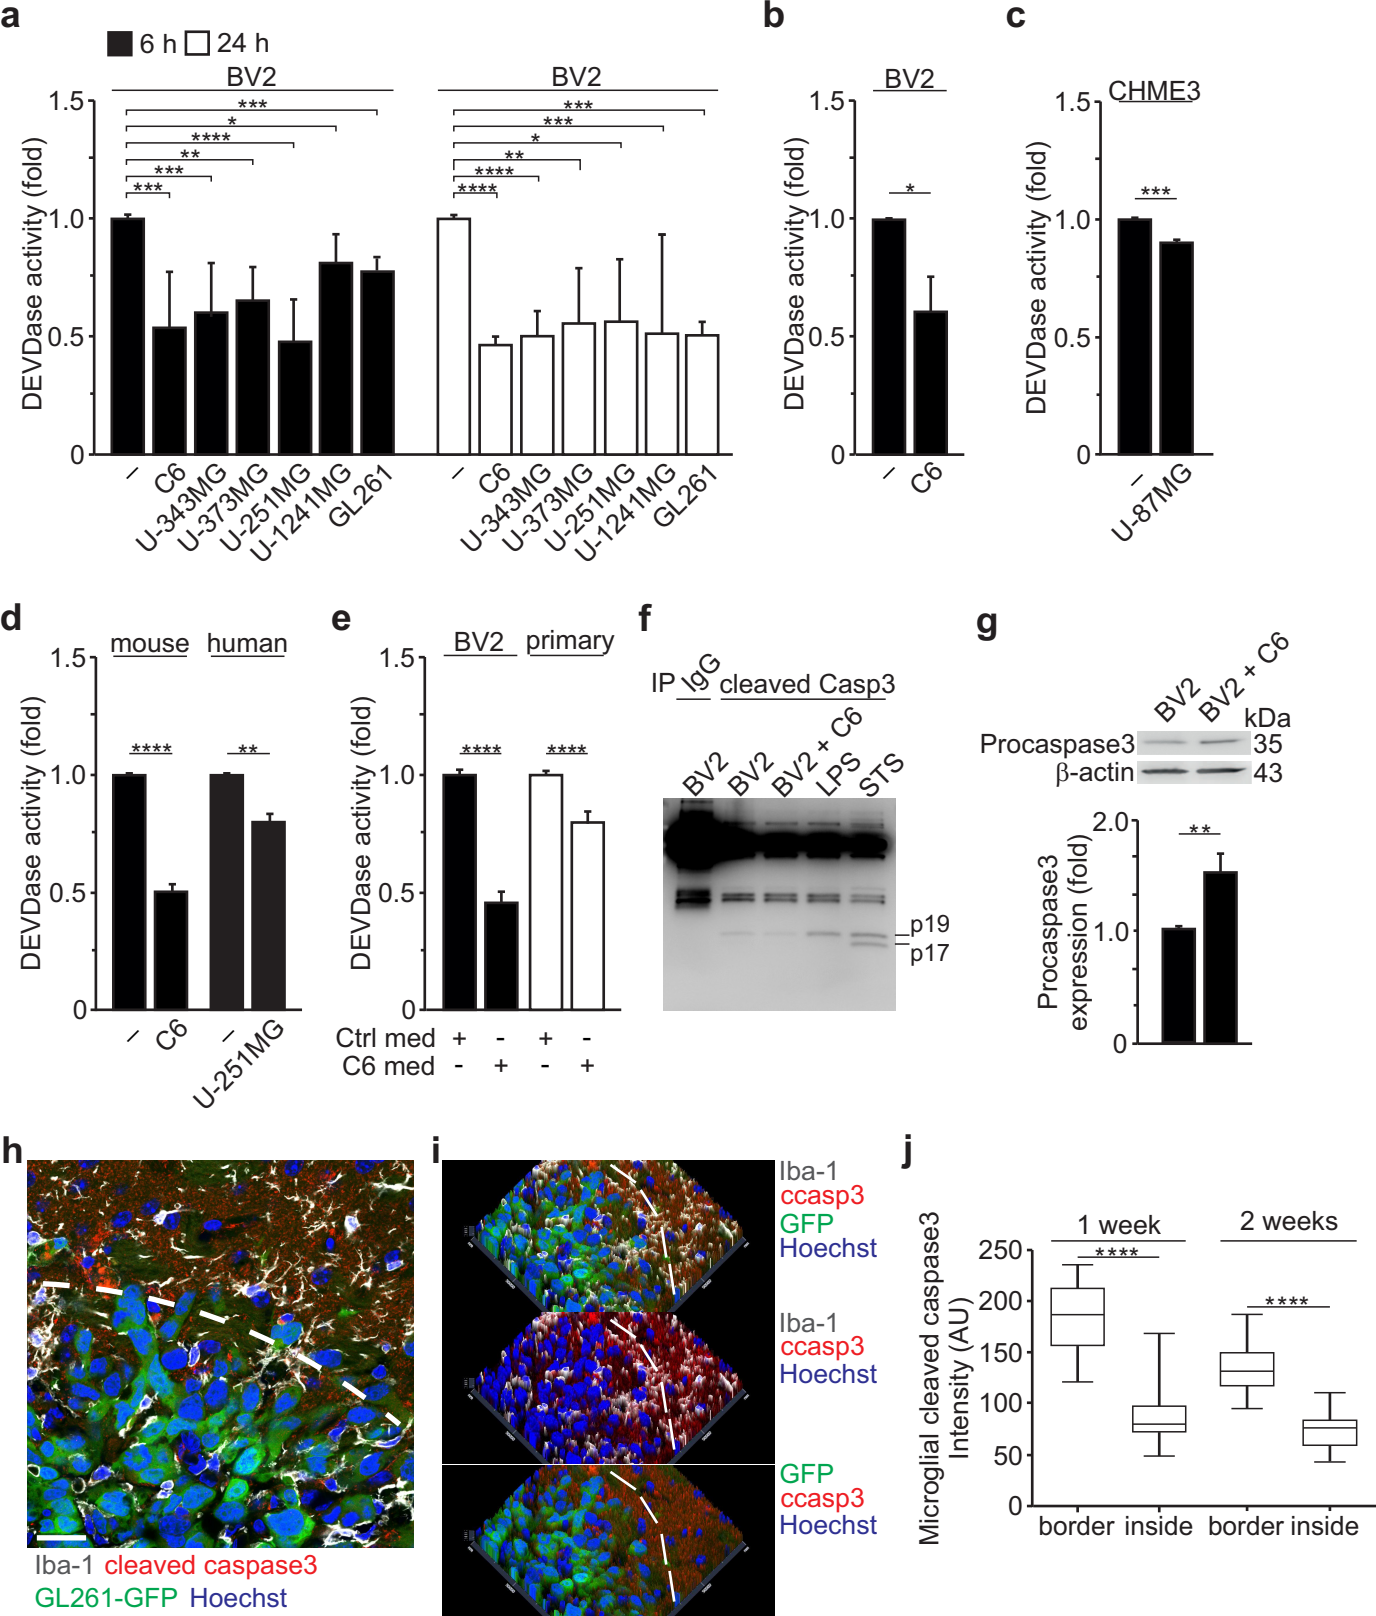 a
6 h 24 h
BV2 BV2
DEVDase activity (fold)
1.5
1.0
0.5
0
*** * **** ** *** ***
*** *** * ** **** ****
– C6 U-343MG U-373MG U-251MG U-1241MG GL261
– C6 U-343MG U-373MG U-251MG U-1241MG GL261
b
BV2
DEVDase activity (fold)
1.5
1.0
0.5
0
*
– C6
c
CHME3
DEVDase activity (fold)
1.5
1.0
0.5
0
***
– U-87MG
d
mouse human
DEVDase activity (fold)
1.5
1.0
0.5
0
**** **
– C6 – U-251MG
e
BV2 primary
DEVDase activity (fold)
1.5
1.0
0.5
0
**** ****
Ctrl med + - + -
C6 med - + - +
f
IP IgG cleaved Casp3
BV2 BV2 BV2 + C6 LPS STS
p19
p17
g
BV2 BV2 + C6
kDa
Procaspase3 35
β-actin 43
Procaspase3
expression (fold)
2.0
1.0
0
**
h
Iba-1 cleaved caspase3
GL261-GFP Hoechst
i
Iba-1
ccasp3
GFP
Hoechst
Iba-1
ccasp3
Hoechst
GFP
ccasp3
Hoechst
j
Microglial cleaved caspase3
Intensity (AU)
1 week 2 weeks
**** ****
250
200
150
100
50
0
border inside border inside